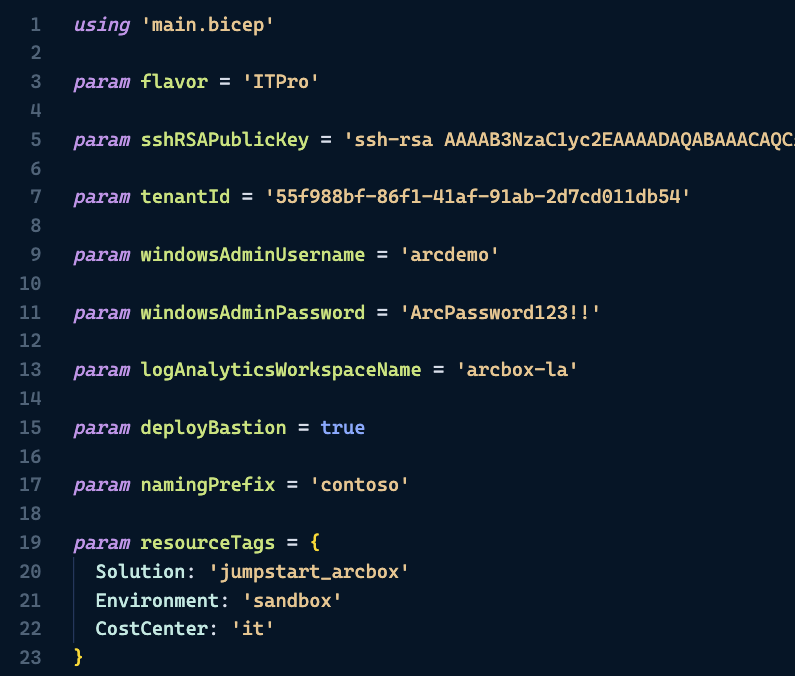 1 using 'main.bicep'
2
3 param flavor = 'ITPro'
4
5 param sshRSAPublicKey = 'ssh-rsa AAAAB3NzaC1yc2EAAAADAQABAAACAQC
6
7 param tenantId = '55f988bf-86f1-41af-91ab-2d7cd011db54'
8
9 param windowsAdminUsername = 'arcdemo'
10
11 param windowsAdminPassword = 'ArcPassword123!!'
12
13 param logAnalyticsWorkspaceName = 'arcbox-la'
14
15 param deployBastion = true
16
17 param namingPrefix = 'contoso'
18
19 param resourceTags = {
20   Solution: 'jumpstart_arcbox'
21   Environment: 'sandbox'
22   CostCenter: 'it'
23 }